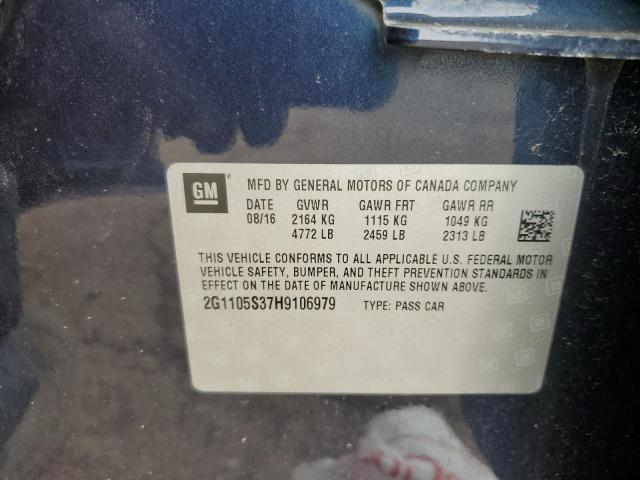 GM
MFD BY GENERAL MOTORS OF CANADA COMPANY
DATE GVWR GAWR FRT GAWR RR
08/16 2164 KG 1115 KG 1049 KG
4772 LB 2459 LB 2313 LB
THIS VEHICLE CONFORMS TO ALL APPLICABLE U.S. FEDERAL MOTOR
VEHICLE SAFETY, BUMPER, AND THEFT PREVENTION STANDARDS IN
EFFECT ON THE DATE OF MANUFACTURE SHOWN ABOVE.
2G1105S37H9106979 TYPE: PASS CAR